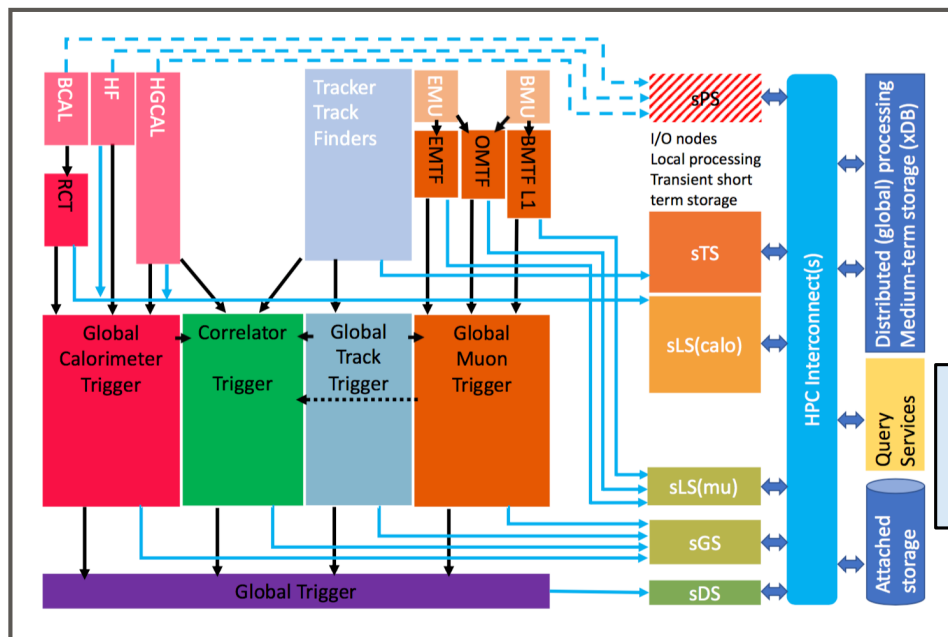 BCAL
HF
HGCAL
Tracker
Track
Finders
EMU
BMU
EMTF
OMTF
BMTF L1
RCT
sPS
I/O nodes
Local processing
Transient short
term storage
sTS
sLS(calo)
sLS(mu)
sGS
sDS
HPC Interconnect(s)
Distributed (global) processing
Medium-term storage (xDB)
Query
Services
Attached
storage
Global
Calorimeter
Trigger
Correlator
Trigger
Global
Track
Trigger
Global
Muon
Trigger
Global Trigger